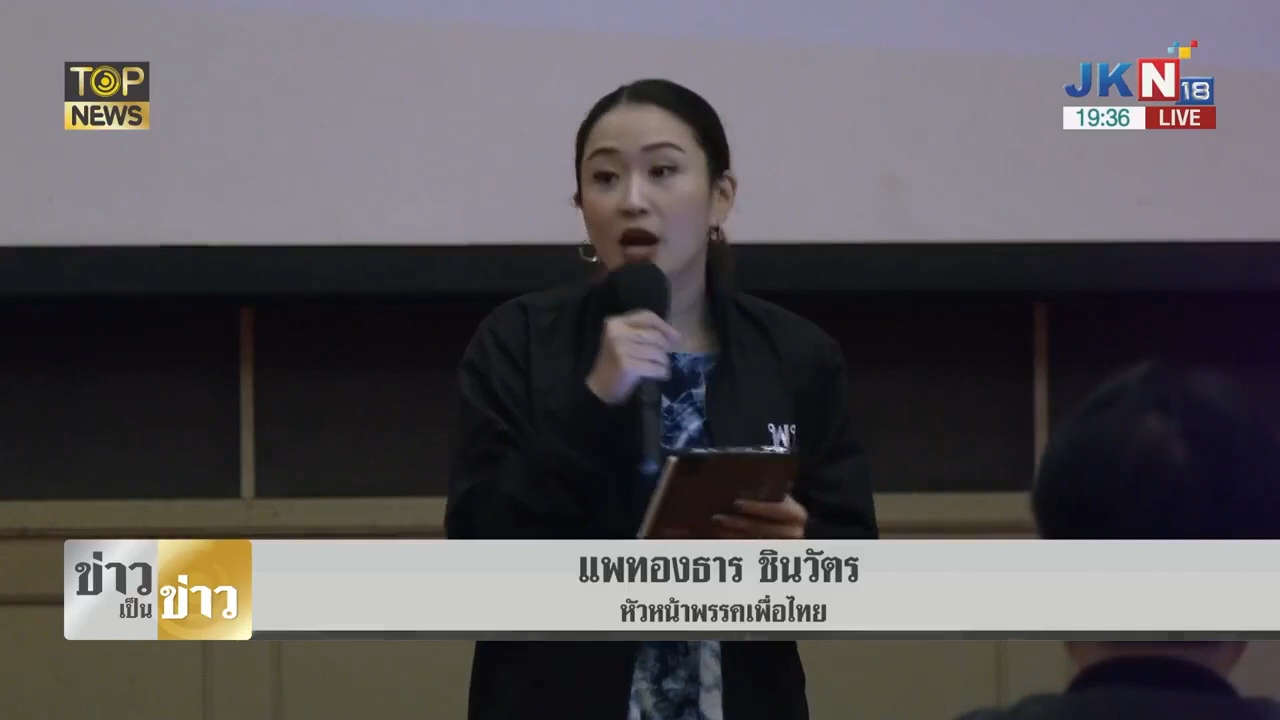 TOP
NEWS
JKN18
19:36 LIVE
พ
ข่าว
เป็น
ข่าว
แพทองธาร ชินวัตร
หัวหน้าพรรคเพื่อไทย